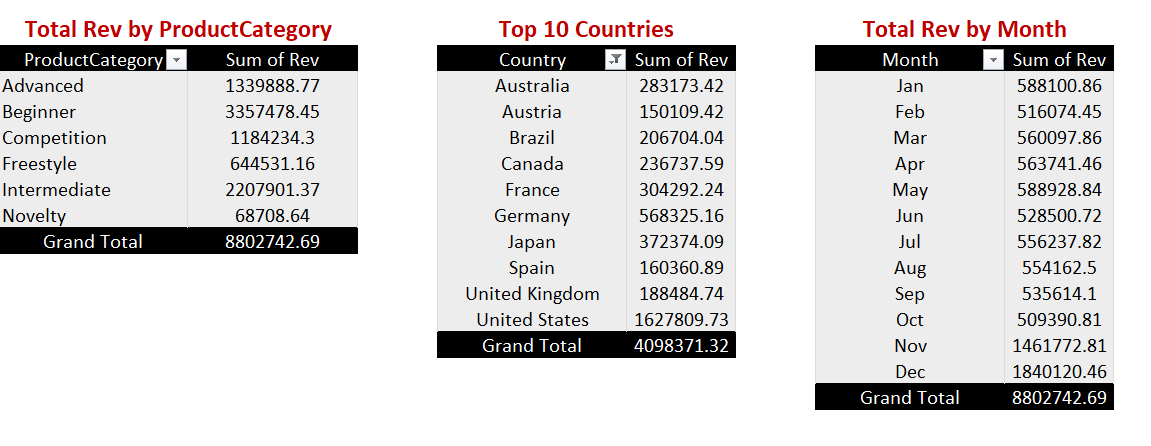 Total Rev by ProductCategory
ProductCategory Sum of Rev
Advanced 1339888.77
Beginner 3357478.45
Competition 1184234.3
Freestyle 644531.16
Intermediate 2207901.37
Novelty 68708.64
Grand Total 8802742.69
Top 10 Countries
Country Sum of Rev
Australia 283173.42
Austria 150109.42
Brazil 206704.04
Canada 236737.59
France 304292.24
Germany 568325.16
Japan 372374.09
Spain 160360.89
United Kingdom 188484.74
United States 1627809.73
Grand Total 4098371.32
Total Rev by Month
Month Sum of Rev
Jan 588100.86
Feb 516074.45
Mar 560097.86
Apr 563741.46
May 588928.84
Jun 528500.72
Jul 556237.82
Aug 554162.5
Sep 535614.1
Oct 509390.81
Nov 1461772.81
Dec 1840120.46
Grand Total 8802742.69